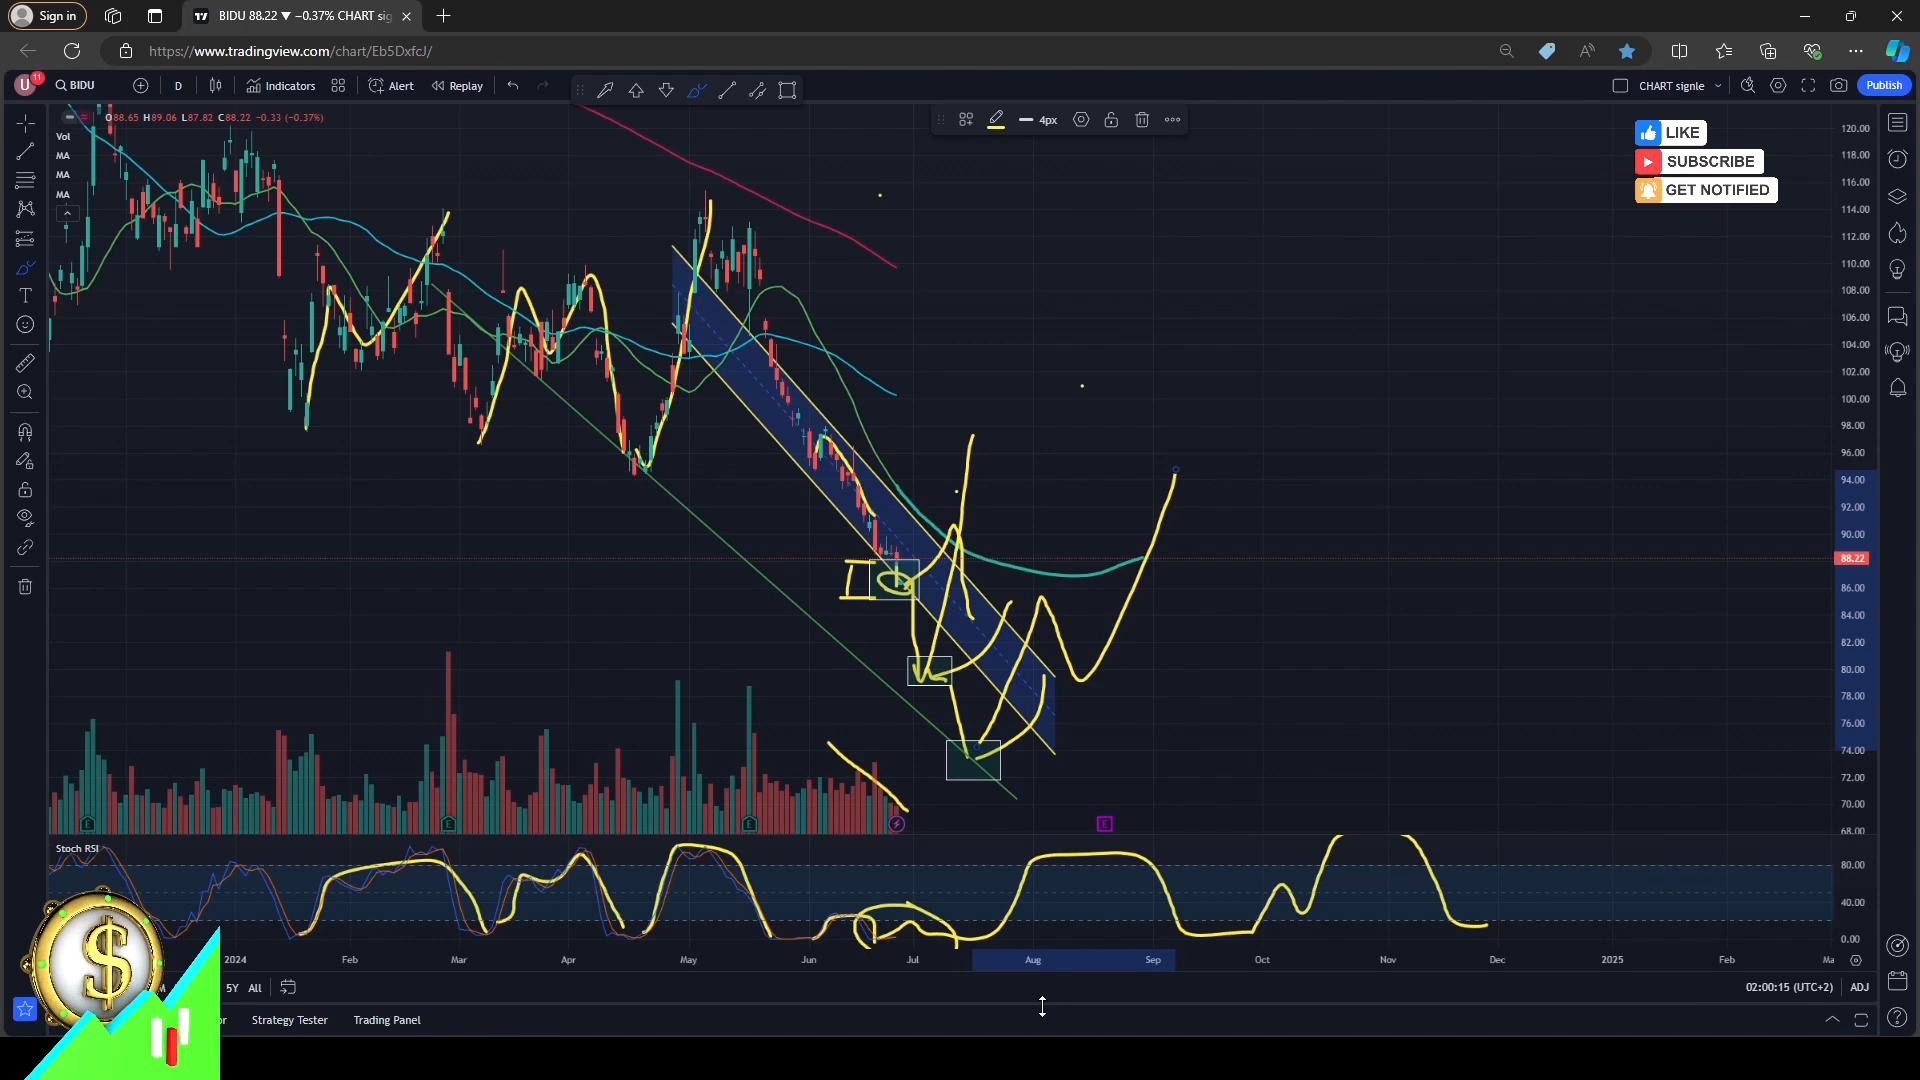 Sign in
BIDU 88.22 ▼ −0.37% CHART sig
https://www.tradingview.com/chart/Eb5DxfcJ/
U 11 BIDU D Indicators Alert Replay CHART signle Publish
O88.65 H89.06 L87.82 C88.22 −0.33 (−0.37%)
4px
Vol
MA
MA
MA
LIKE
SUBSCRIBE
GET NOTIFIED
120.00
118.00
116.00
114.00
112.00
110.00
108.00
106.00
104.00
102.00
100.00
98.00
96.00
94.00
92.00
90.00
88.22
86.00
84.00
82.00
80.00
78.00
76.00
74.00
72.00
70.00
68.00
E E E E
Stoch RSI
80.00
40.00
0.00
2024 Feb Mar Apr May Jun Jul Aug Sep Oct Nov Dec 2025 Feb Ma
M 5Y All 02:00:15 (UTC+2) ADJ
or Strategy Tester Trading Panel
$